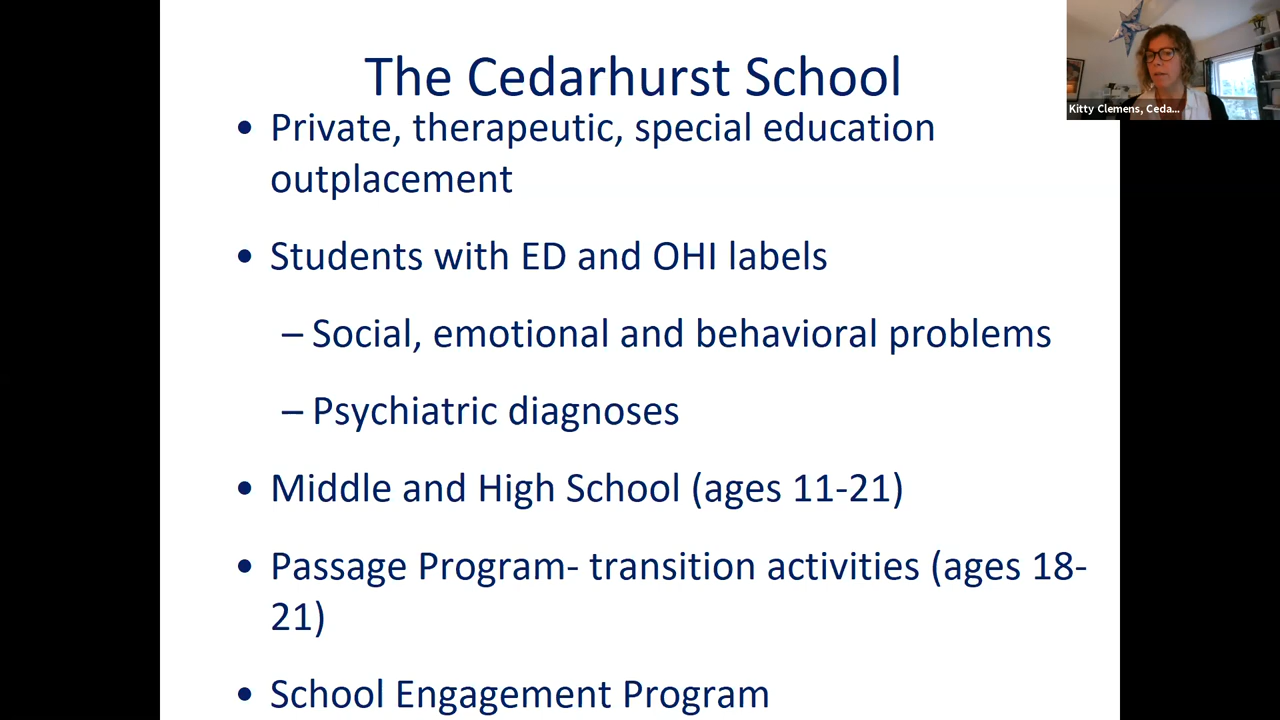 The Cedarhurst School
• Private, therapeutic, special education
outplacement
• Students with ED and OHI labels
– Social, emotional and behavioral problems
– Psychiatric diagnoses
• Middle and High School (ages 11-21)
• Passage Program- transition activities (ages 18-
21)
• School Engagement Program
Kitty Clemens, Ceda...